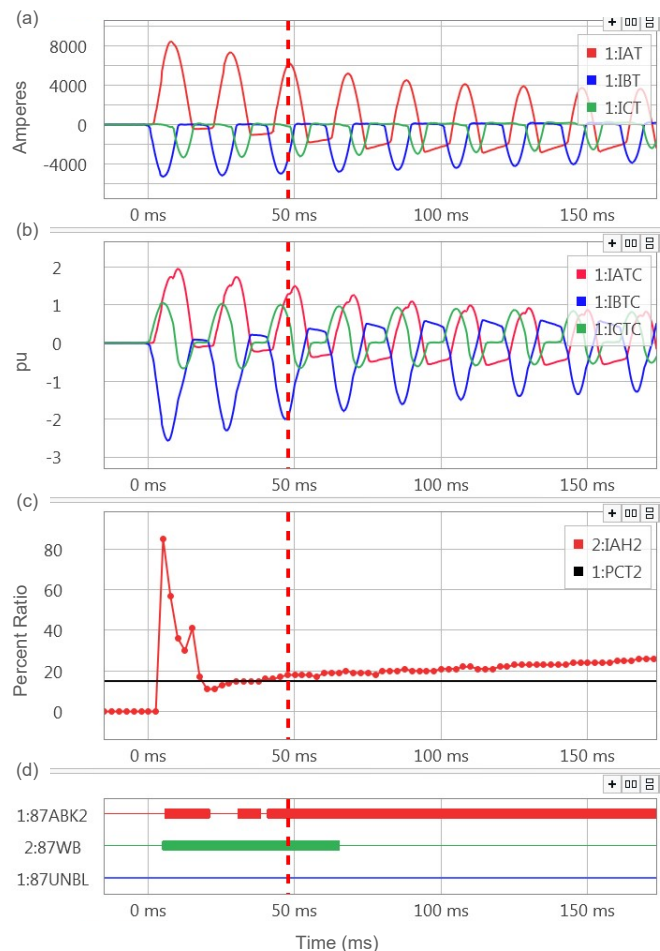 (a)
8000
4000
0
-4000
Amperes
1:IAT
1:IBT
1:ICT
0 ms 50 ms 100 ms 150 ms
(b)
2
1
0
-1
-2
-3
pu
1:IATC
1:IBTC
1:ICTC
0 ms 50 ms 100 ms 150 ms
(c)
80
60
40
20
0
Percent Ratio
2:IAH2
1:PCT2
0 ms 50 ms 100 ms 150 ms
(d)
1:87ABK2
2:87WB
1:87UNBL
0 ms 50 ms 100 ms 150 ms
Time (ms)